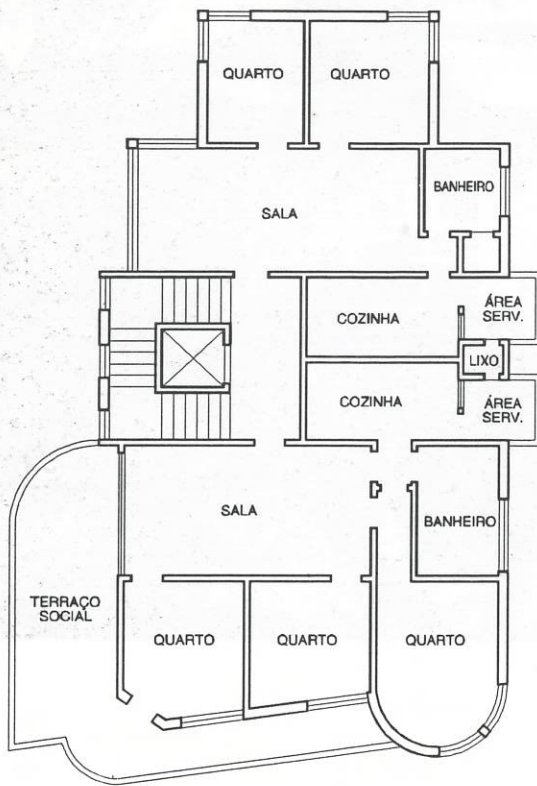 QUARTO
QUARTO
BANHEIRO
SALA
COZINHA
ÁREA
SERV.
LIXO
COZINHA
ÁREA
SERV.
SALA
BANHEIRO
TERRAÇO
SOCIAL
QUARTO
QUARTO
QUARTO